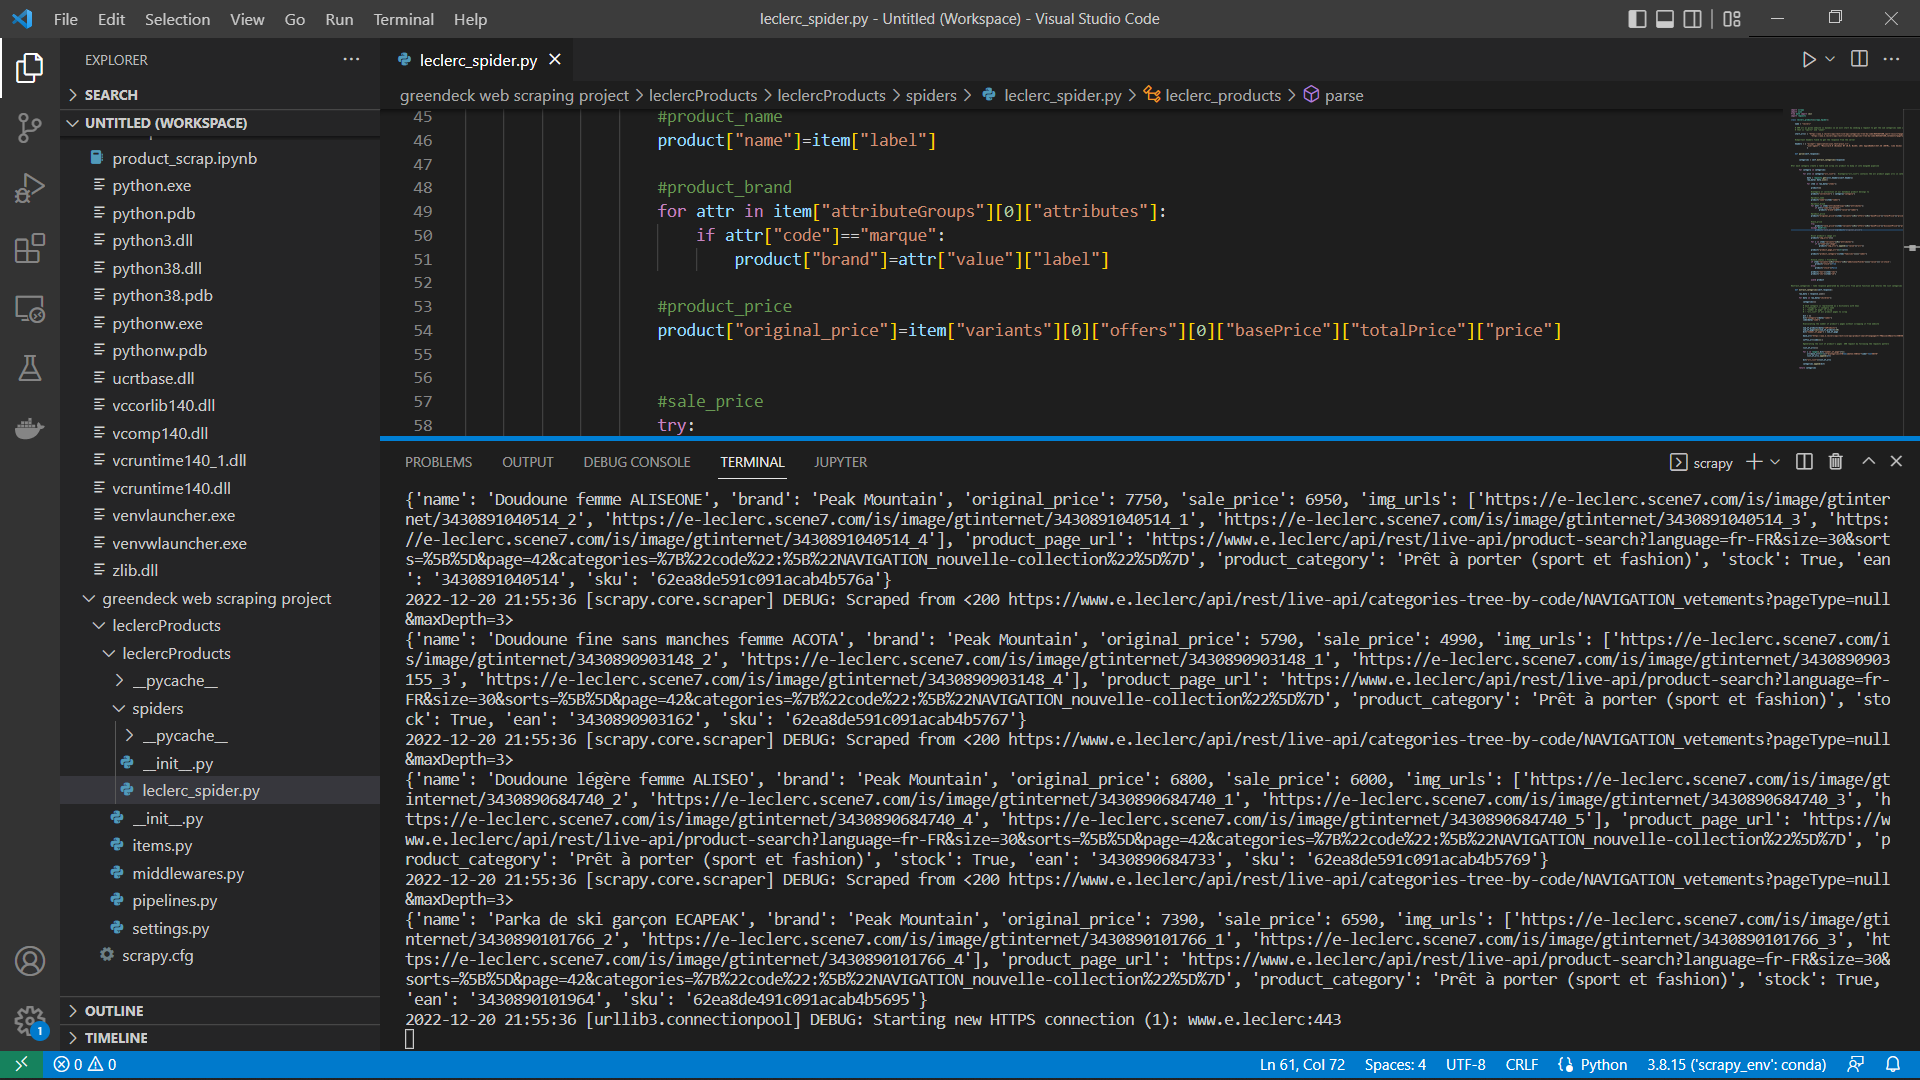 File Edit Selection View Go Run Terminal Help
leclerc_spider.py - Untitled (Workspace) - Visual Studio Code
EXPLORER
SEARCH
UNTITLED (WORKSPACE)
product_scrap.ipynb
python.exe
python.pdb
python3.dll
python38.dll
python38.pdb
pythonw.exe
pythonw.pdb
ucrtbase.dll
vccorlib140.dll
vcomp140.dll
vcruntime140_1.dll
vcruntime140.dll
venvlauncher.exe
venvwlauncher.exe
zlib.dll
greendeck web scraping project
leclercProducts
leclercProducts
__pycache__
spiders
__pycache__
__init__.py
leclerc_spider.py
__init__.py
items.py
middlewares.py
pipelines.py
settings.py
scrapy.cfg
OUTLINE
TIMELINE
1
leclerc_spider.py
greendeck web scraping project > leclercProducts > leclercProducts > spiders > leclerc_spider.py > leclerc_products > parse
45 #product_name
46 product["name"]=item["label"]
47
48 #product_brand
49 for attr in item["attributeGroups"][0]["attributes"]:
50 if attr["code"]=="marque":
51 product["brand"]=attr["value"]["label"]
52
53 #product_price
54 product["original_price"]=item["variants"][0]["offers"][0]["basePrice"]["totalPrice"]["price"]
55
56
57 #sale_price
58 try:
PROBLEMS OUTPUT DEBUG CONSOLE TERMINAL JUPYTER
scrapy
{'name': 'Doudoune femme ALISEONE', 'brand': 'Peak Mountain', 'original_price': 7750, 'sale_price': 6950, 'img_urls': ['https://e-leclerc.scene7.com/is/image/gtinter
net/3430891040514_2', 'https://e-leclerc.scene7.com/is/image/gtinternet/3430891040514_1', 'https://e-leclerc.scene7.com/is/image/gtinternet/3430891040514_3', 'https:
//e-leclerc.scene7.com/is/image/gtinternet/3430891040514_4'], 'product_page_url': 'https://www.e.leclerc/api/rest/live-api/product-search?language=fr-FR&size=30&sort
s=%5B%5D&page=42&categories=%7B%22code%22:%5B%22NAVIGATION_nouvelle-collection%22%5D%7D', 'product_category': 'Prêt à porter (sport et fashion)', 'stock': True, 'ean
': '3430891040514', 'sku': '62ea8de591c091acab4b576a'}
2022-12-20 21:55:36 [scrapy.core.scraper] DEBUG: Scraped from <200 https://www.e.leclerc/api/rest/live-api/categories-tree-by-code/NAVIGATION_vetements?pageType=null
&maxDepth=3>
{'name': 'Doudoune fine sans manches femme ACOTA', 'brand': 'Peak Mountain', 'original_price': 5790, 'sale_price': 4990, 'img_urls': ['https://e-leclerc.scene7.com/i
s/image/gtinternet/3430890903148_2', 'https://e-leclerc.scene7.com/is/image/gtinternet/3430890903148_1', 'https://e-leclerc.scene7.com/is/image/gtinternet/3430890903
155_3', 'https://e-leclerc.scene7.com/is/image/gtinternet/3430890903148_4'], 'product_page_url': 'https://www.e.leclerc/api/rest/live-api/product-search?language=fr-
FR&size=30&sorts=%5B%5D&page=42&categories=%7B%22code%22:%5B%22NAVIGATION_nouvelle-collection%22%5D%7D', 'product_category': 'Prêt à porter (sport et fashion)', 'sto
ck': True, 'ean': '3430890903162', 'sku': '62ea8de591c091acab4b5767'}
2022-12-20 21:55:36 [scrapy.core.scraper] DEBUG: Scraped from <200 https://www.e.leclerc/api/rest/live-api/categories-tree-by-code/NAVIGATION_vetements?pageType=null
&maxDepth=3>
{'name': 'Doudoune légère femme ALISEO', 'brand': 'Peak Mountain', 'original_price': 6800, 'sale_price': 6000, 'img_urls': ['https://e-leclerc.scene7.com/is/image/gt
internet/3430890684740_2', 'https://e-leclerc.scene7.com/is/image/gtinternet/3430890684740_1', 'https://e-leclerc.scene7.com/is/image/gtinternet/3430890684740_3', 'h
ttps://e-leclerc.scene7.com/is/image/gtinternet/3430890684740_4', 'https://e-leclerc.scene7.com/is/image/gtinternet/3430890684740_5'], 'product_page_url': 'https://w
ww.e.leclerc/api/rest/live-api/product-search?language=fr-FR&size=30&sorts=%5B%5D&page=42&categories=%7B%22code%22:%5B%22NAVIGATION_nouvelle-collection%22%5D%7D', 'p
roduct_category': 'Prêt à porter (sport et fashion)', 'stock': True, 'ean': '3430890684733', 'sku': '62ea8de591c091acab4b5769'}
2022-12-20 21:55:36 [scrapy.core.scraper] DEBUG: Scraped from <200 https://www.e.leclerc/api/rest/live-api/categories-tree-by-code/NAVIGATION_vetements?pageType=null
&maxDepth=3>
{'name': 'Parka de ski garçon ECAPEAK', 'brand': 'Peak Mountain', 'original_price': 7390, 'sale_price': 6590, 'img_urls': ['https://e-leclerc.scene7.com/is/image/gti
nternet/3430890101766_2', 'https://e-leclerc.scene7.com/is/image/gtinternet/3430890101766_1', 'https://e-leclerc.scene7.com/is/image/gtinternet/3430890101766_3', 'ht
tps://e-leclerc.scene7.com/is/image/gtinternet/3430890101766_4'], 'product_page_url': 'https://www.e.leclerc/api/rest/live-api/product-search?language=fr-FR&size=30&
sorts=%5B%5D&page=42&categories=%7B%22code%22:%5B%22NAVIGATION_nouvelle-collection%22%5D%7D', 'product_category': 'Prêt à porter (sport et fashion)', 'stock': True,
'ean': '3430890101964', 'sku': '62ea8de491c091acab4b5695'}
2022-12-20 21:55:36 [urllib3.connectionpool] DEBUG: Starting new HTTPS connection (1): www.e.leclerc:443
0 0
Ln 61, Col 72 Spaces: 4 UTF-8 CRLF Python 3.8.15 ('scrapy_env': conda)